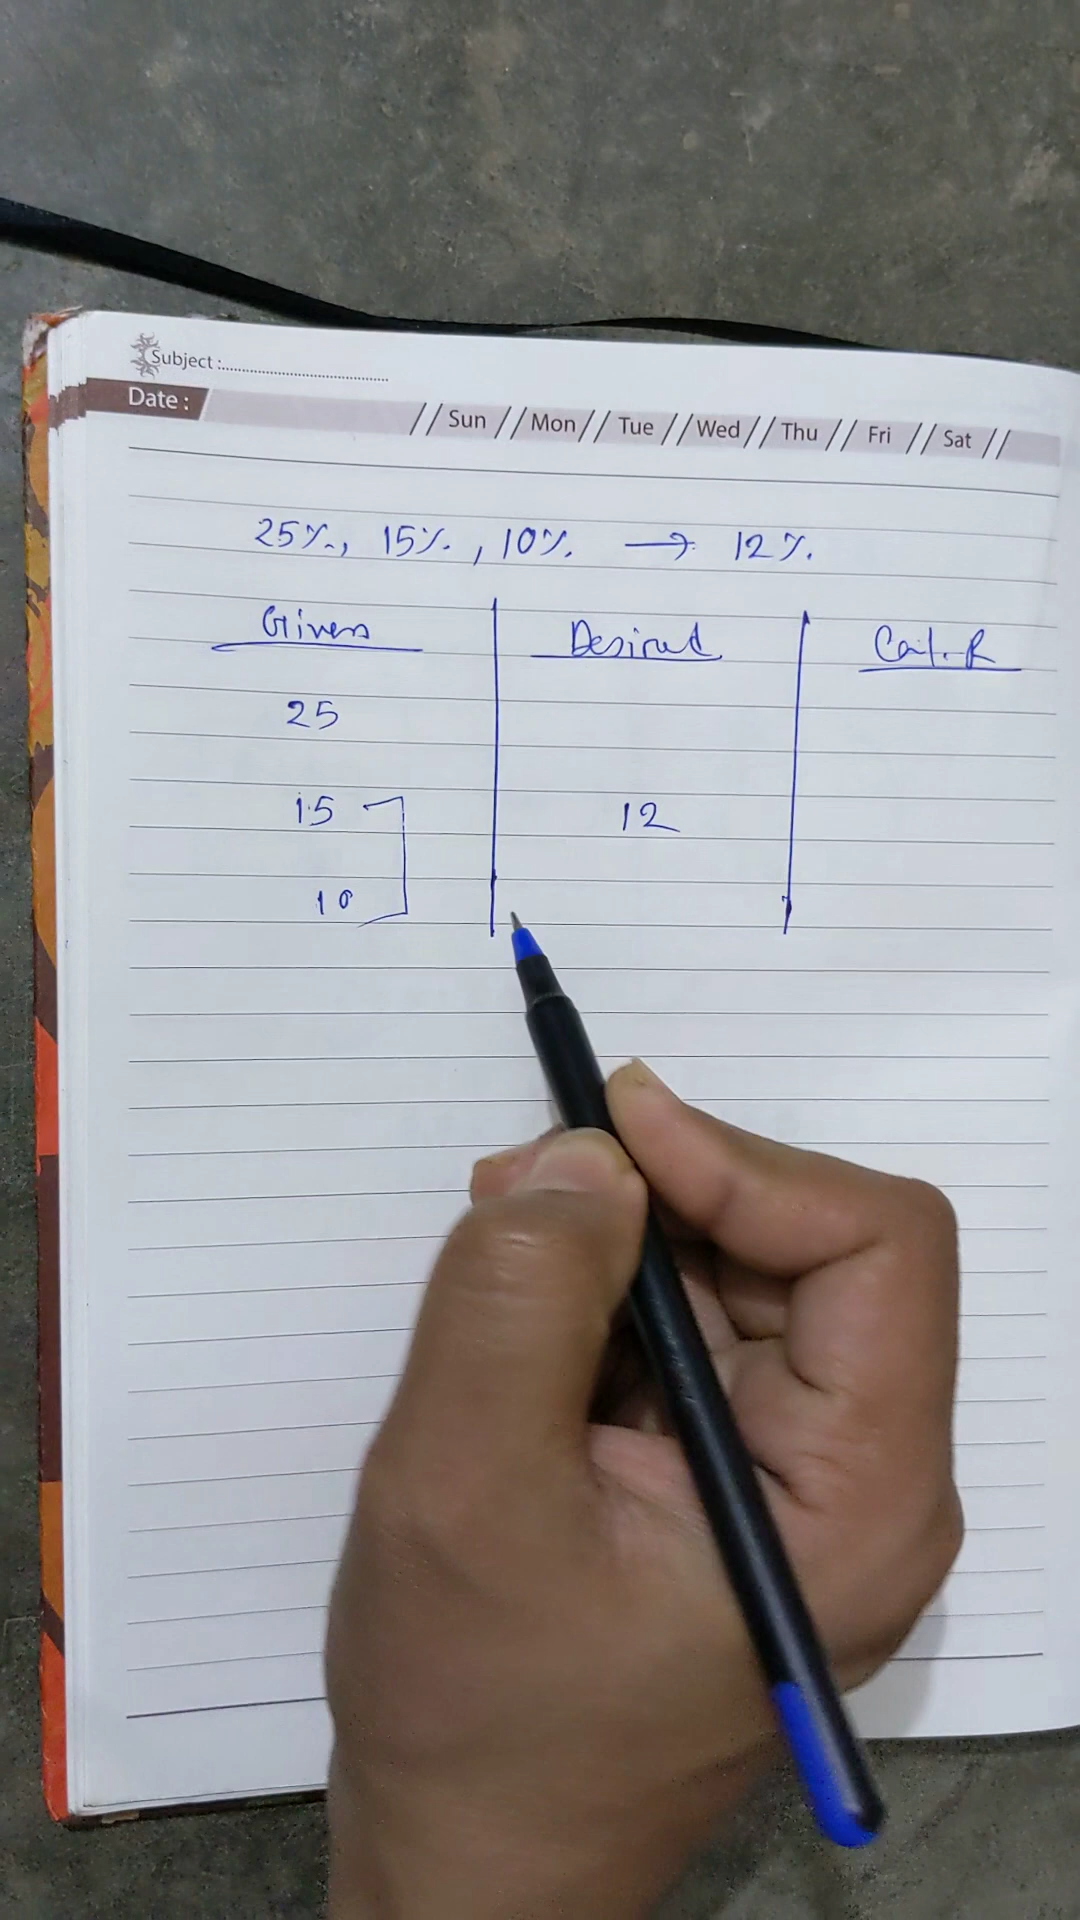 Subject :
Date :
// Sun // Mon // Tue // Wed // Thu // Fri // Sat //
25%, 15%, 10% → 12%.
Given Desired Cal. R
25
15 12
10